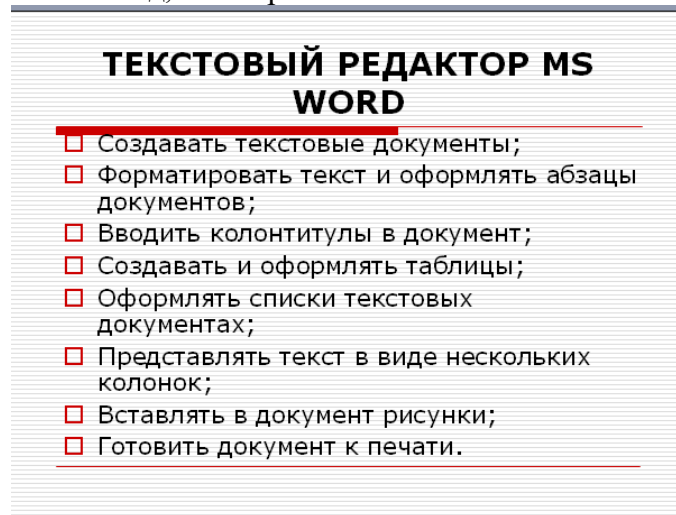 ТЕКСТОВЫЙ РЕДАКТОР MS
WORD
Создавать текстовые документы;
Форматировать текст и оформлять абзацы
документов;
Вводить колонтитулы в документ;
Создавать и оформлять таблицы;
Оформлять списки текстовых
документах;
Представлять текст в виде нескольких
колонок;
Вставлять в документ рисунки;
Готовить документ к печати.